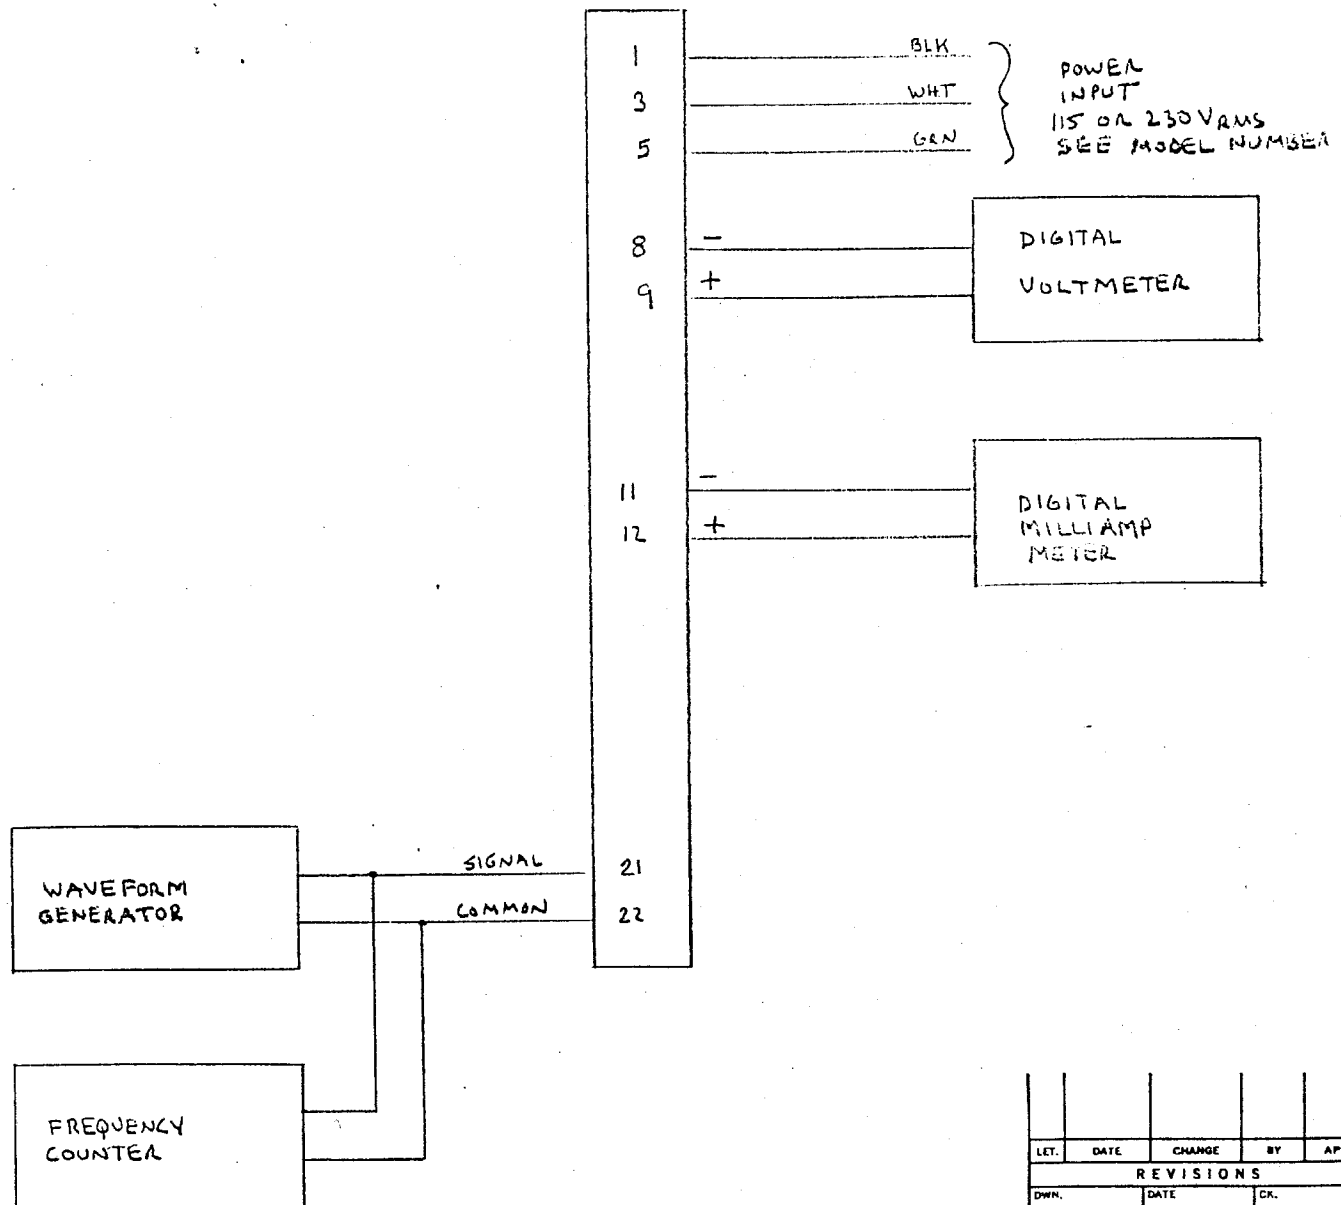 1
BLK
3
WHT
5
GRN
POWER
INPUT
115 OR 230 VRMS
SEE MODEL NUMBER
8
-
9
+
DIGITAL
VOLTMETER
11
-
12
+
DIGITAL
MILLIAMP
METER
WAVEFORM
GENERATOR
SIGNAL
21
COMMON
22
FREQUENCY
COUNTER
LET. DATE CHANGE BY AP
REVISIONS
DWN. DATE CK.